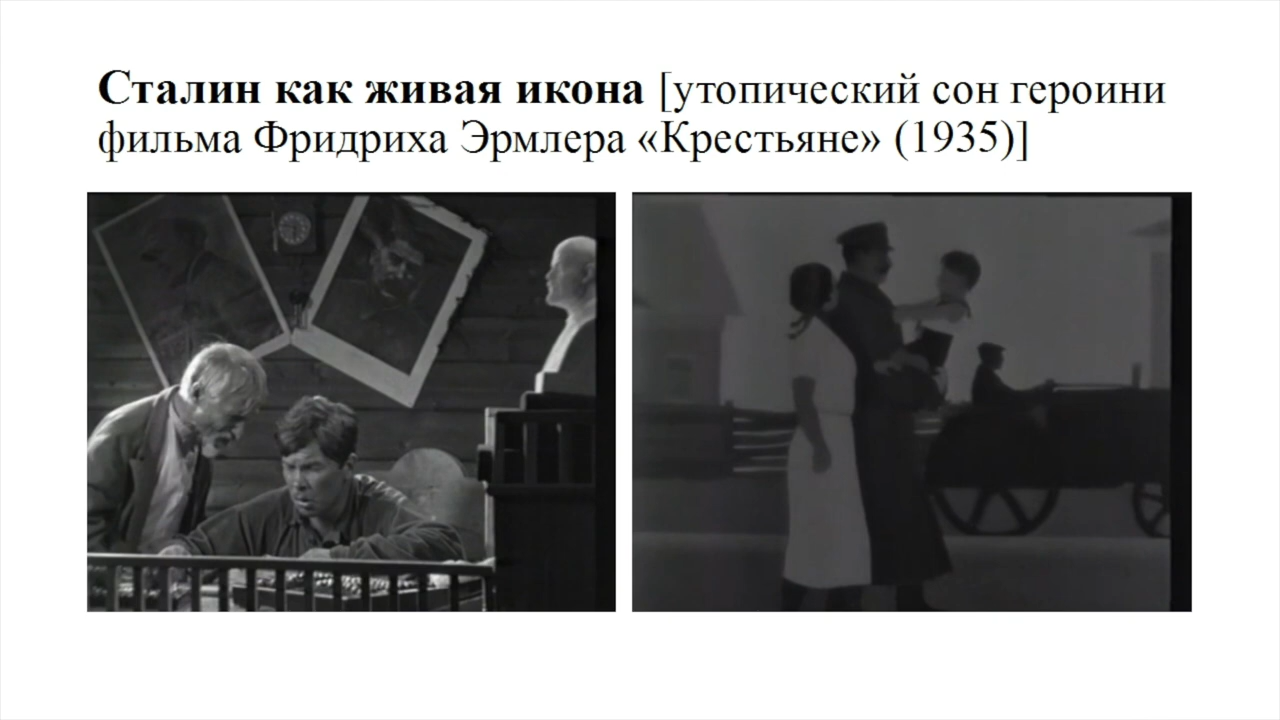 Сталин как живая икона [утопический сон героини
фильма Фридриха Эрмлера «Крестьяне» (1935)]